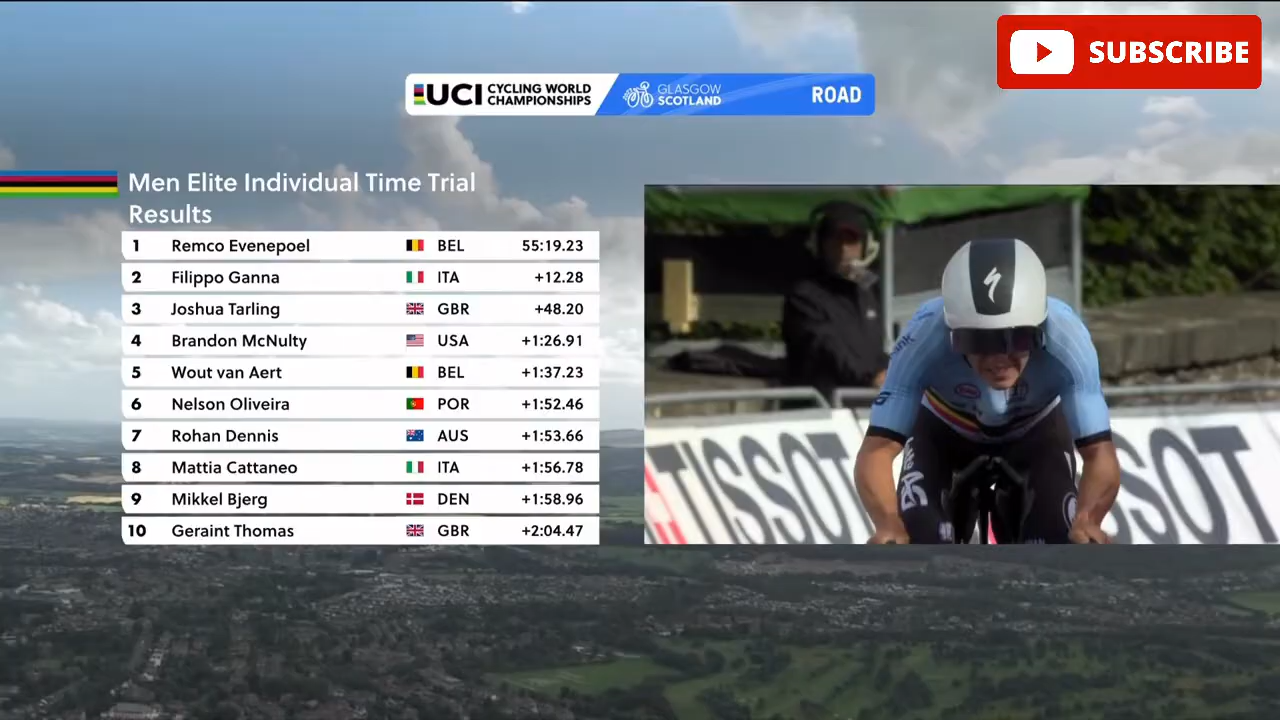 SUBSCRIBE
UCI CYCLING WORLD CHAMPIONSHIPS GLASGOW SCOTLAND ROAD
Men Elite Individual Time Trial
Results
1 Remco Evenepoel BEL 55:19.23
2 Filippo Ganna ITA +12.28
3 Joshua Tarling GBR +48.20
4 Brandon McNulty USA +1:26.91
5 Wout van Aert BEL +1:37.23
6 Nelson Oliveira POR +1:52.46
7 Rohan Dennis AUS +1:53.66
8 Mattia Cattaneo ITA +1:56.78
9 Mikkel Bjerg DEN +1:58.96
10 Geraint Thomas GBR +2:04.47
TISSOT
SSOT